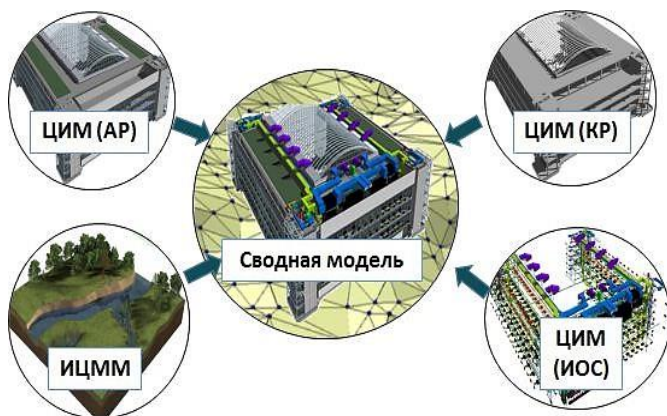 ЦИМ (АР)
ЦИМ (КР)
Сводная модель
ИЦММ
ЦИМ
(ИОС)